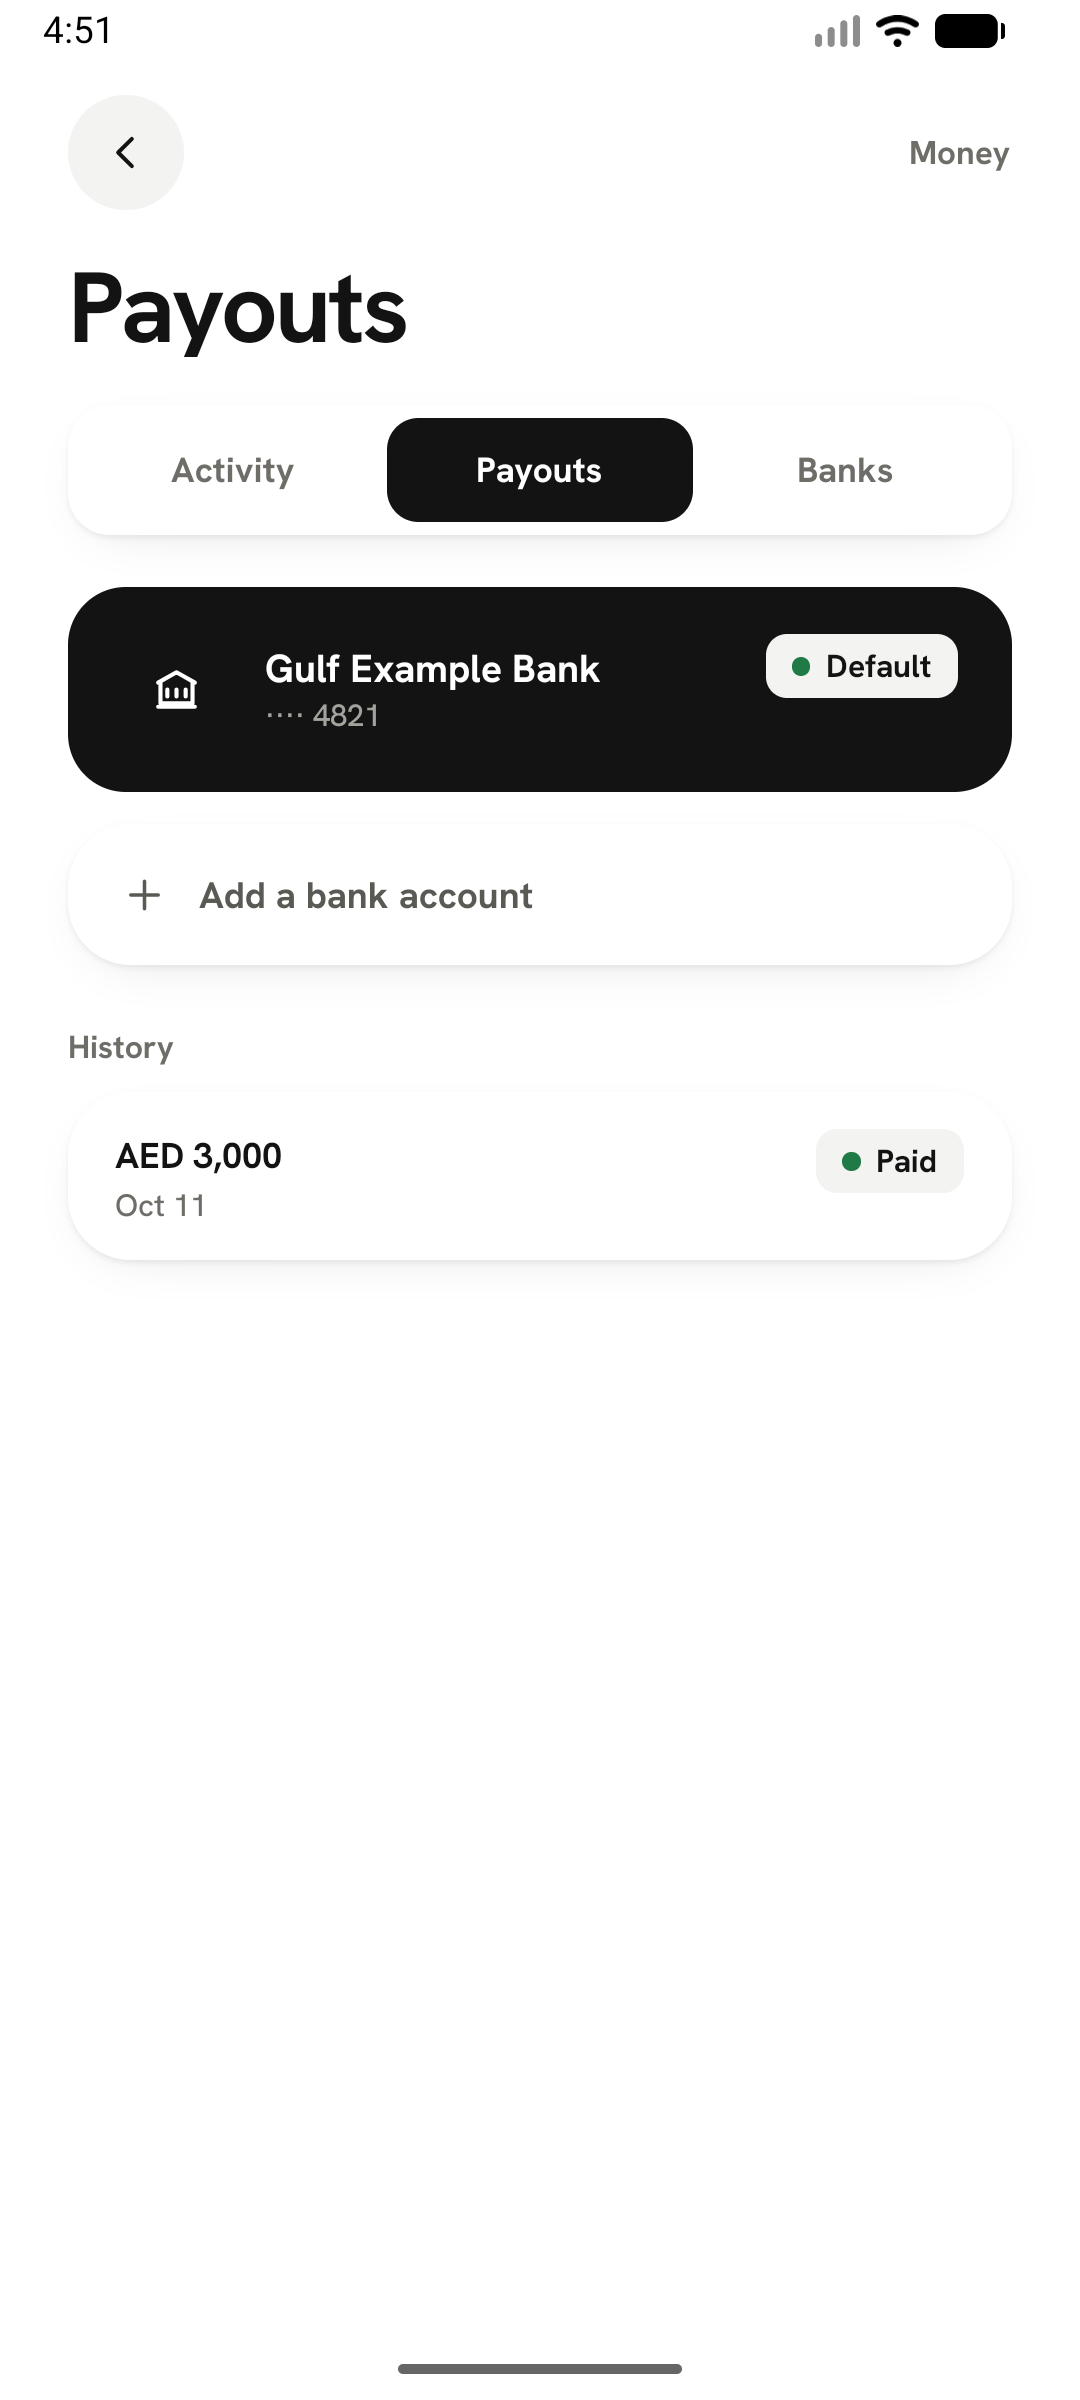 4:51
Money
Payouts
Activity
Payouts
Banks
Gulf Example Bank
Default
···· 4821
Add a bank account
History
AED 3,000
Paid
Oct 11